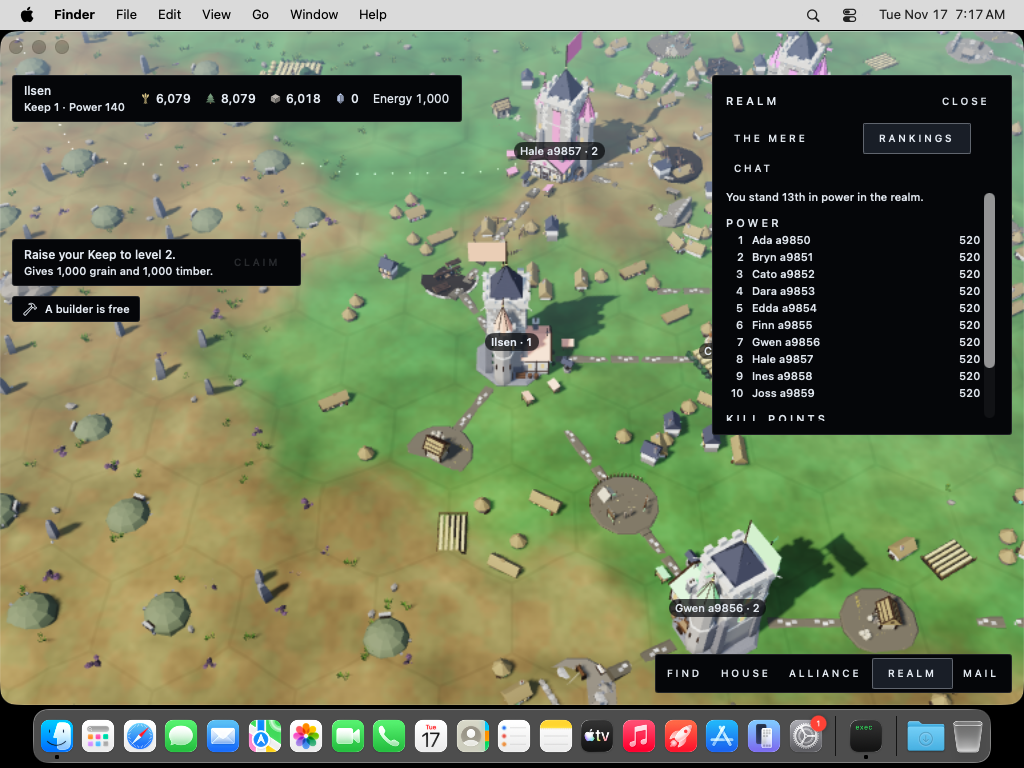 Finder File Edit View Go Window Help Tue Nov 17 7:17 AM
Ilsen
Keep 1 · Power 140
6,079 8,079 6,018 0 Energy 1,000
Hale a9857 · 2
REALM CLOSE
THE MERE RANKINGS
CHAT
You stand 13th in power in the realm.
POWER
1 Ada a9850 520
2 Bryn a9851 520
3 Cato a9852 520
4 Dara a9853 520
5 Edda a9854 520
6 Finn a9855 520
7 Gwen a9856 520
8 Hale a9857 520
9 Ines a9858 520
10 Joss a9859 520
KILL POINTS
Raise your Keep to level 2.
Gives 1,000 grain and 1,000 timber.
CLAIM
A builder is free
Ilsen · 1
C
Gwen a9856 · 2
FIND HOUSE ALLIANCE REALM MAIL
TUE
17
tv
1
exec